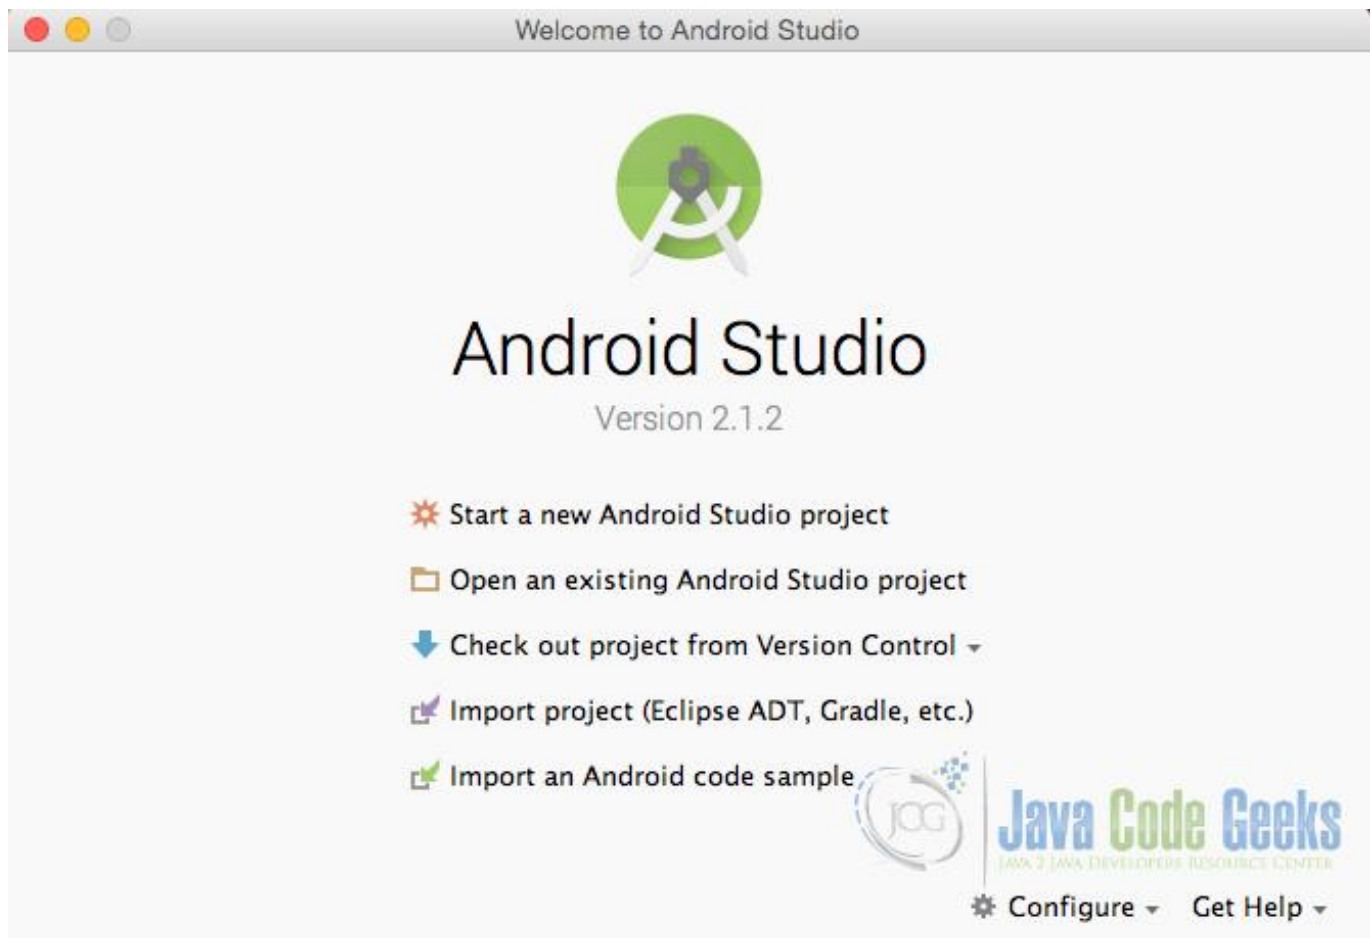 Welcome to Android Studio
Android Studio
Version 2.1.2
Start a new Android Studio project
Open an existing Android Studio project
Check out project from Version Control
Import project (Eclipse ADT, Gradle, etc.)
Import an Android code sample
JCG
Java Code Geeks
JAVA 2 JAVA DEVELOPERS RESOURCE CENTER
Configure
Get Help